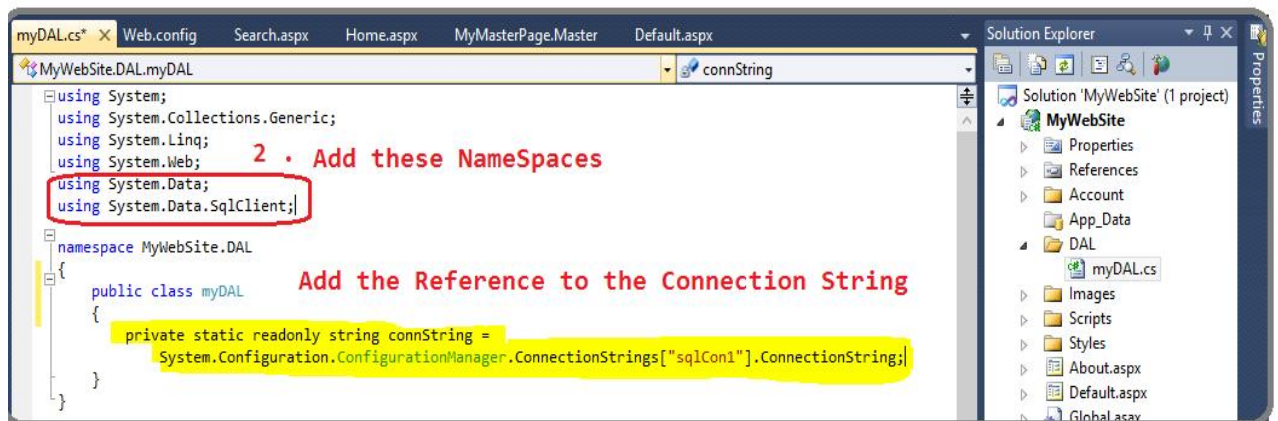 myDAL.cs* Web.config Search.aspx Home.aspx MyMasterPage.Master Default.aspx
MyWebSite.DAL.myDAL connString
using System;
using System.Collections.Generic;
using System.Linq;
using System.Web;
2 . Add these NameSpaces
using System.Data;
using System.Data.SqlClient;
namespace MyWebSite.DAL
{
Add the Reference to the Connection String
public class myDAL
{
private static readonly string connString =
System.Configuration.ConfigurationManager.ConnectionStrings["sqlCon1"].ConnectionString;
}
}
Solution Explorer
Solution 'MyWebSite' (1 project)
MyWebSite
Properties
References
Account
App_Data
DAL
myDAL.cs
Images
Scripts
Styles
About.aspx
Default.aspx
Global.asax
Properties